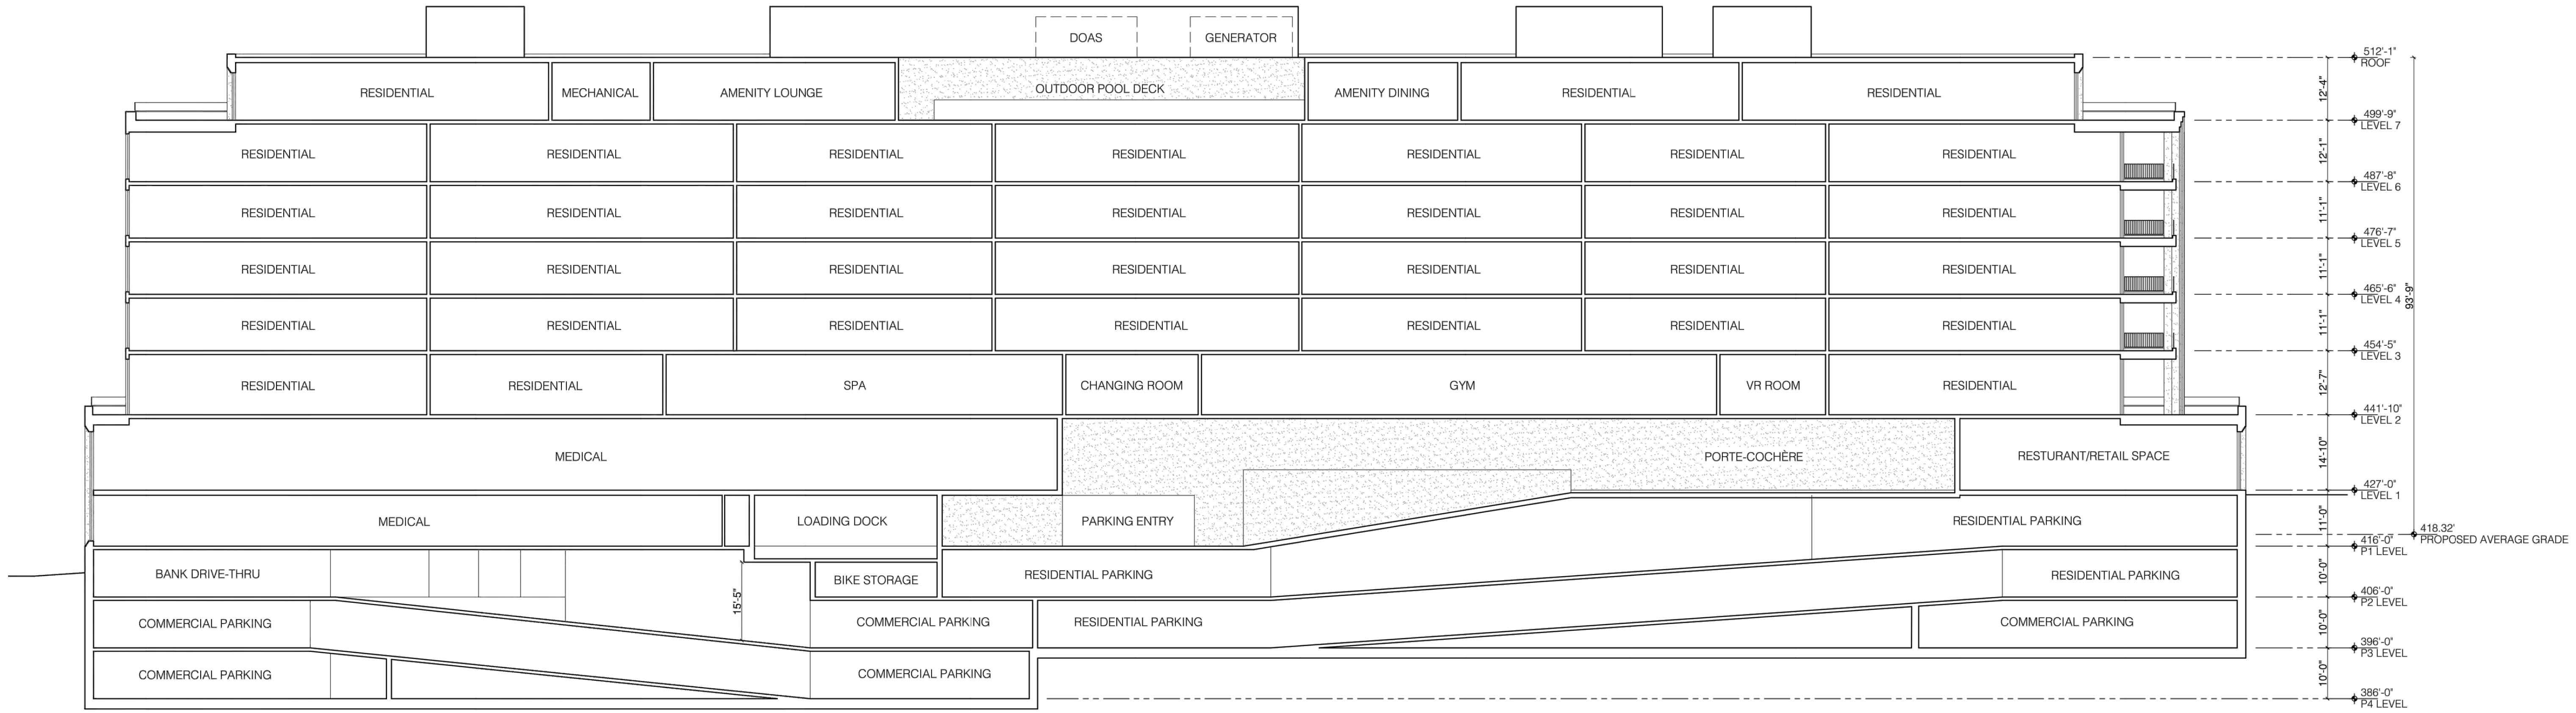 DOAS
GENERATOR
512'-1"
ROOF
RESIDENTIAL
MECHANICAL
AMENITY LOUNGE
OUTDOOR POOL DECK
AMENITY DINING
RESIDENTIAL
RESIDENTIAL
12'-4"
499'-9"
LEVEL 7
RESIDENTIAL
RESIDENTIAL
RESIDENTIAL
RESIDENTIAL
RESIDENTIAL
RESIDENTIAL
RESIDENTIAL
12'-1"
487'-8"
LEVEL 6
RESIDENTIAL
RESIDENTIAL
RESIDENTIAL
RESIDENTIAL
RESIDENTIAL
RESIDENTIAL
RESIDENTIAL
11'-1"
476'-7"
LEVEL 5
RESIDENTIAL
RESIDENTIAL
RESIDENTIAL
RESIDENTIAL
RESIDENTIAL
RESIDENTIAL
RESIDENTIAL
11'-1"
465'-6"
LEVEL 4
93'-9"
RESIDENTIAL
RESIDENTIAL
RESIDENTIAL
RESIDENTIAL
RESIDENTIAL
RESIDENTIAL
RESIDENTIAL
11'-1"
454'-5"
LEVEL 3
RESIDENTIAL
RESIDENTIAL
SPA
CHANGING ROOM
GYM
VR ROOM
RESIDENTIAL
12'-7"
441'-10"
LEVEL 2
MEDICAL
PORTE-COCHÈRE
RESTURANT/RETAIL SPACE
14'-10"
427'-0"
LEVEL 1
MEDICAL
LOADING DOCK
PARKING ENTRY
RESIDENTIAL PARKING
11'-0"
418.32'
PROPOSED AVERAGE GRADE
416'-0"
P1 LEVEL
BANK DRIVE-THRU
15'-5"
BIKE STORAGE
RESIDENTIAL PARKING
RESIDENTIAL PARKING
10'-0"
406'-0"
P2 LEVEL
COMMERCIAL PARKING
COMMERCIAL PARKING
RESIDENTIAL PARKING
COMMERCIAL PARKING
10'-0"
396'-0"
P3 LEVEL
COMMERCIAL PARKING
COMMERCIAL PARKING
10'-0"
386'-0"
P4 LEVEL